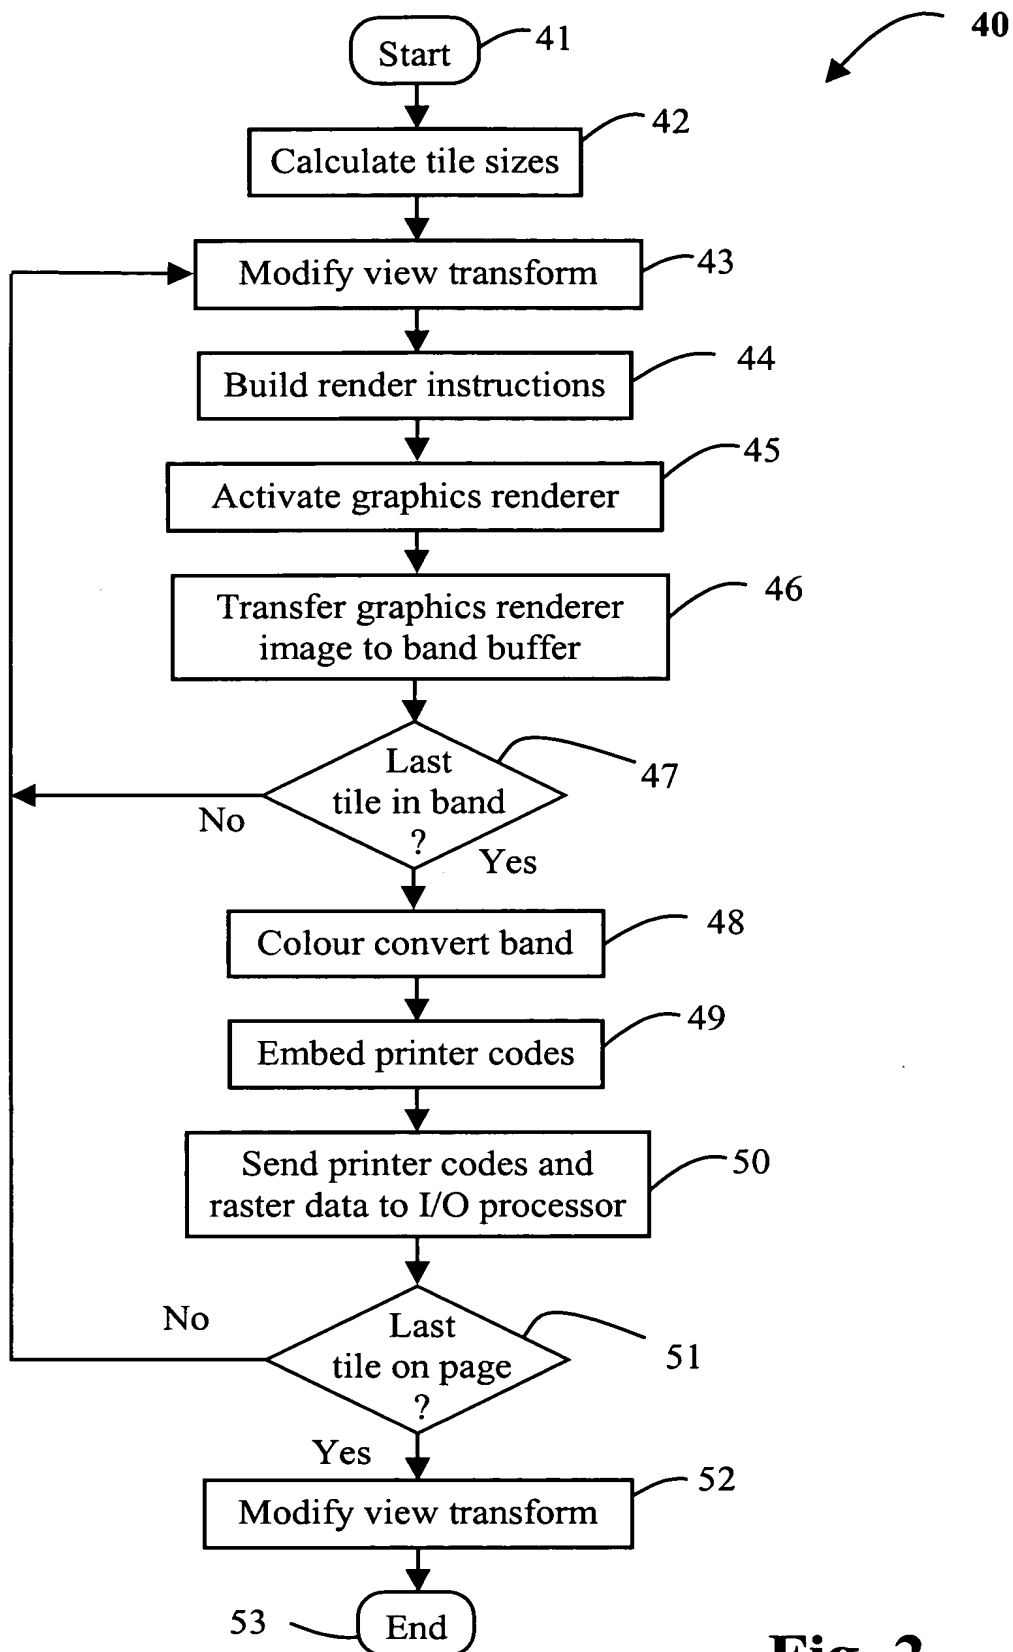 40
Start
41
Calculate tile sizes
42
Modify view transform
43
Build render instructions
44
Activate graphics renderer
45
Transfer graphics renderer
image to band buffer
46
Last
tile in band
?
47
No
Yes
Colour convert band
48
Embed printer codes
49
Send printer codes and
raster data to I/O processor
50
Last
tile on page
?
51
No
Yes
Modify view transform
52
End
53